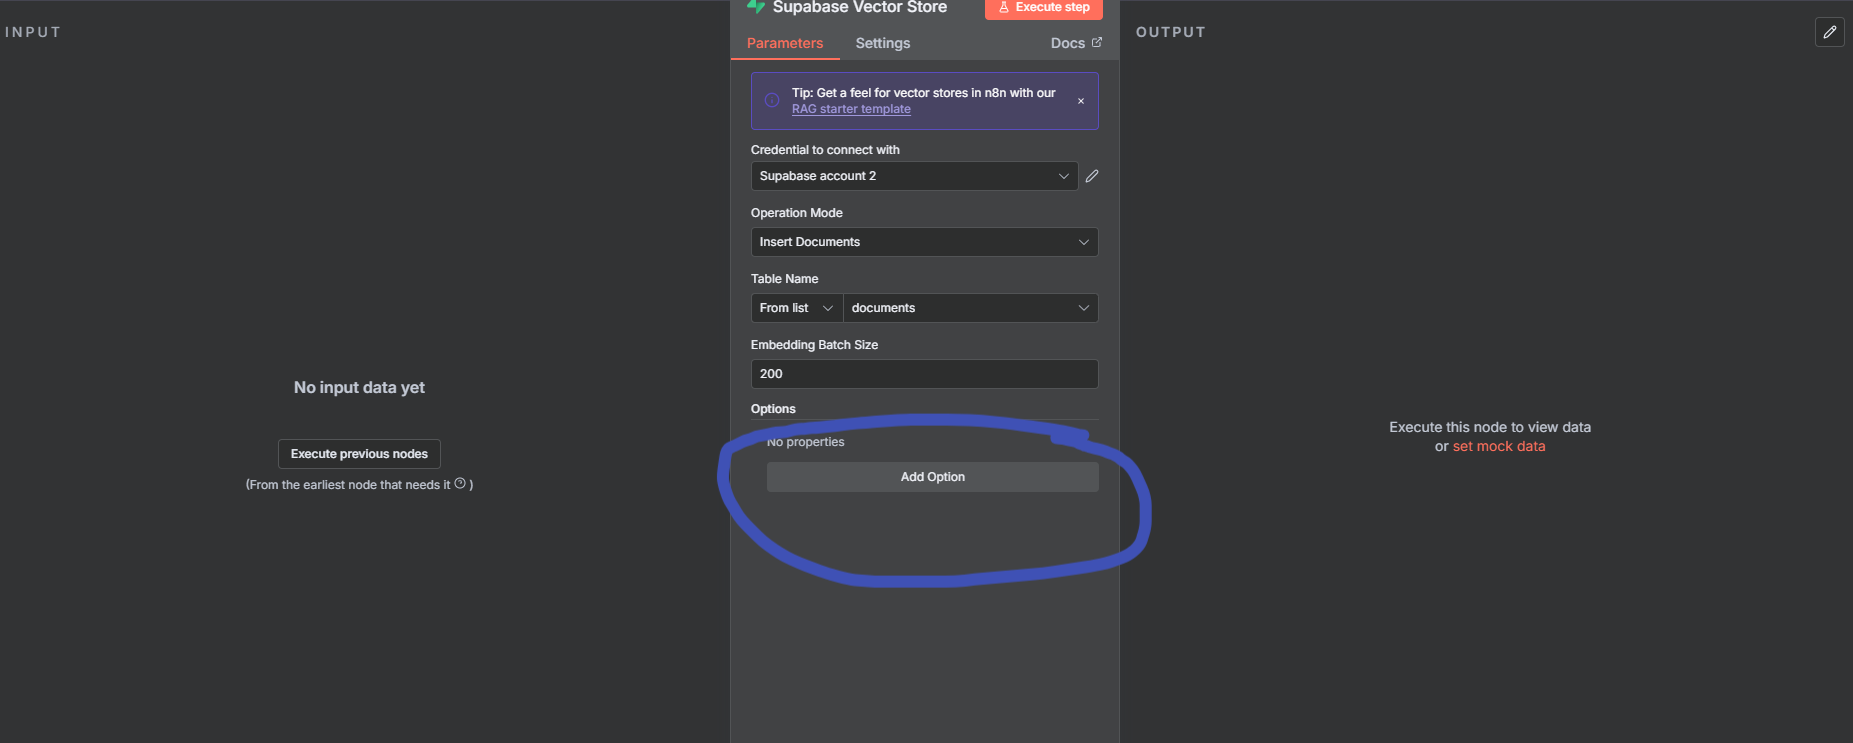 INPUT
Supabase Vector Store
Execute step
OUTPUT
Parameters
Settings
Docs
Tip: Get a feel for vector stores in n8n with our
RAG starter template
Credential to connect with
Supabase account 2
Operation Mode
Insert Documents
Table Name
From list
documents
Embedding Batch Size
200
Options
No properties
Add Option
No input data yet
Execute previous nodes
(From the earliest node that needs it ? )
Execute this node to view data
or set mock data